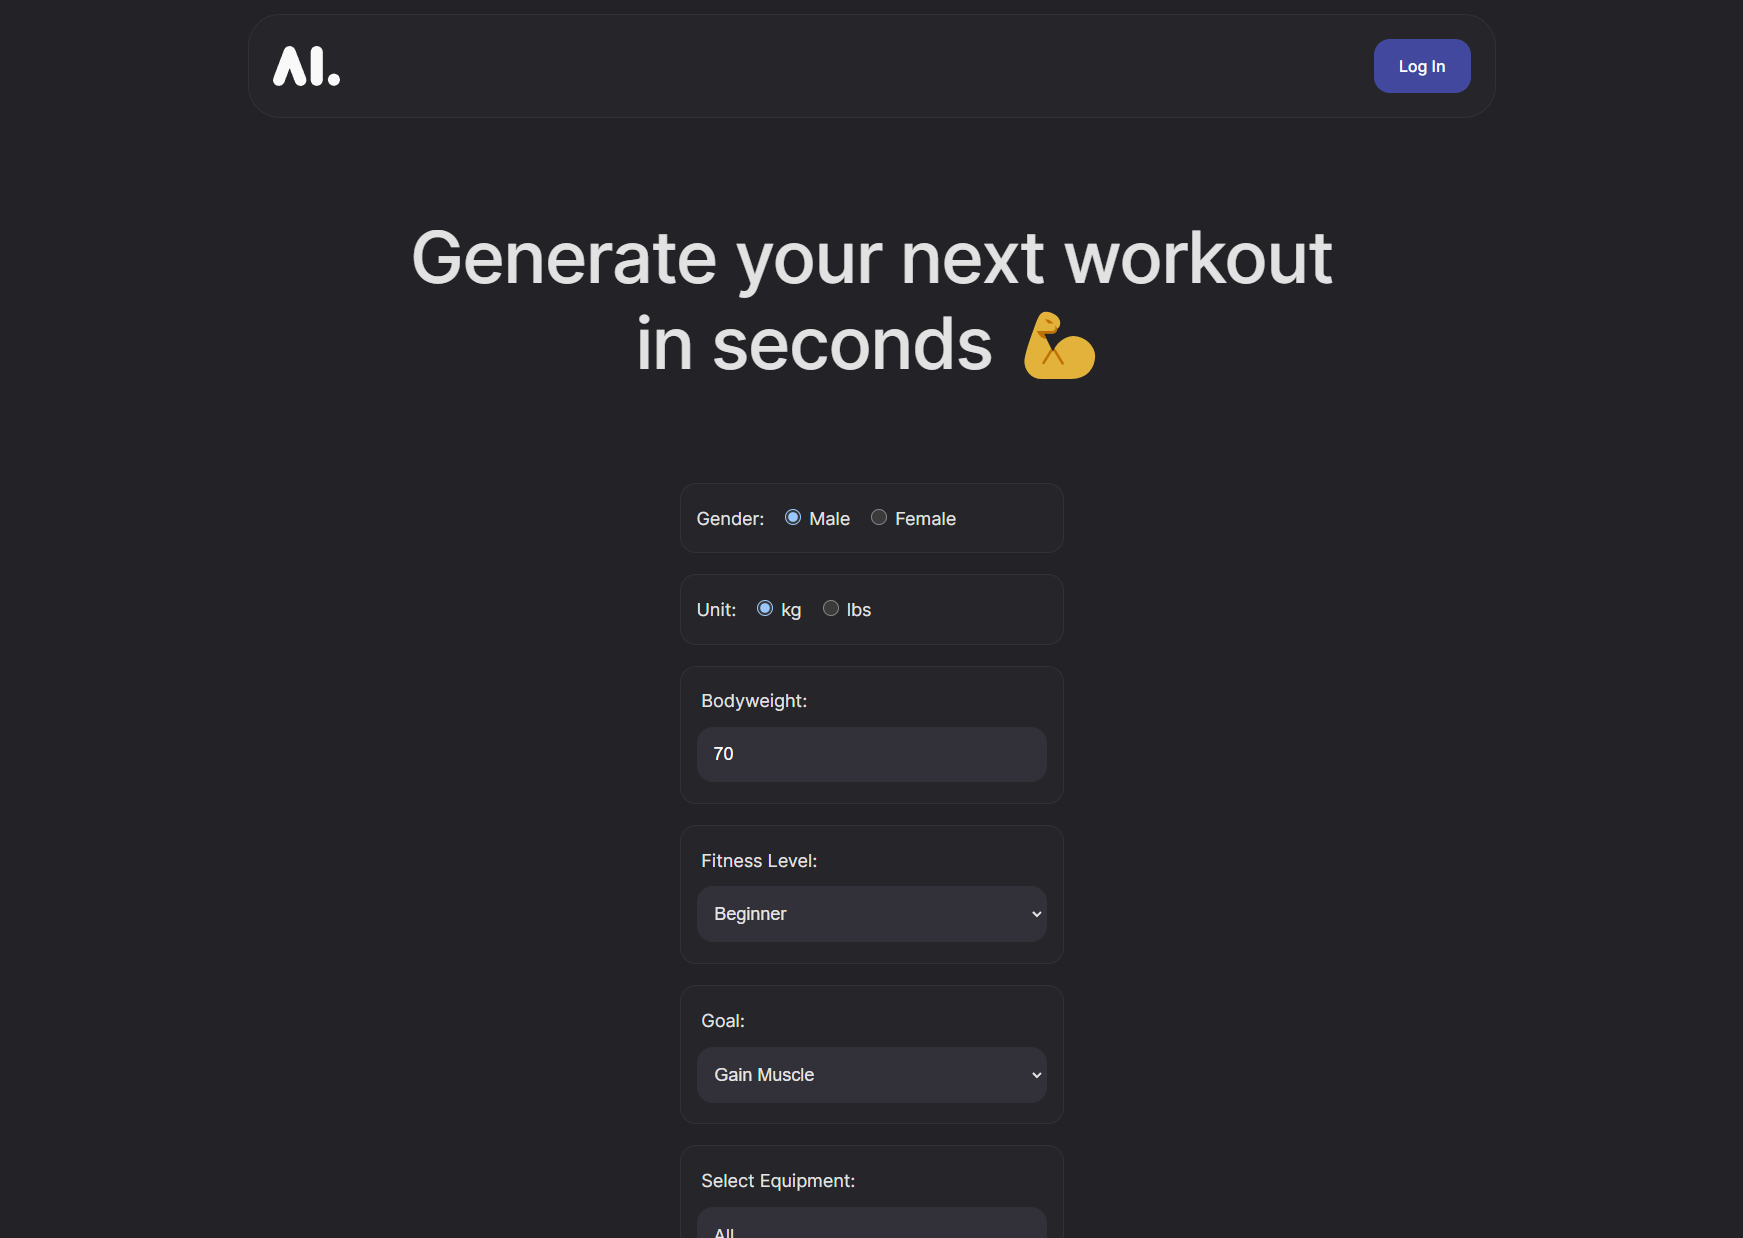 AI.
Log In
Generate your next workout
in seconds 💪
Gender: Male Female
Unit: kg lbs
Bodyweight:
70
Fitness Level:
Beginner
Goal:
Gain Muscle
Select Equipment:
All